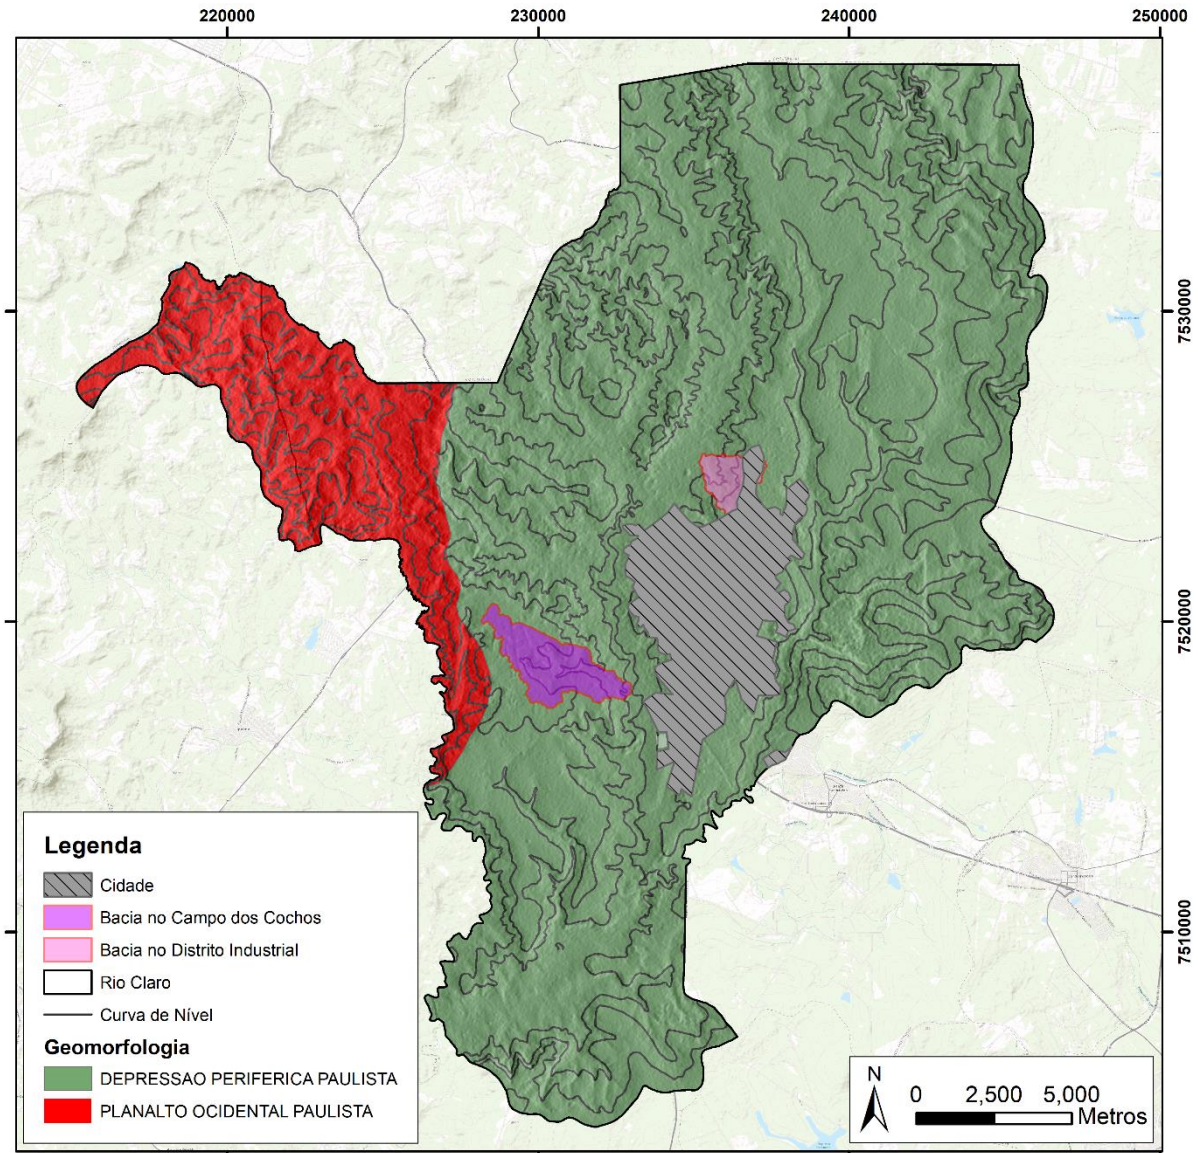 220000 230000 240000 250000
7530000
7520000
7510000
Legenda
Cidade
Bacia no Campo dos Cochos
Bacia no Distrito Industrial
Rio Claro
Curva de Nível
Geomorfologia
DEPRESSAO PERIFERICA PAULISTA
PLANALTO OCIDENTAL PAULISTA
N
0 2,500 5,000
Metros